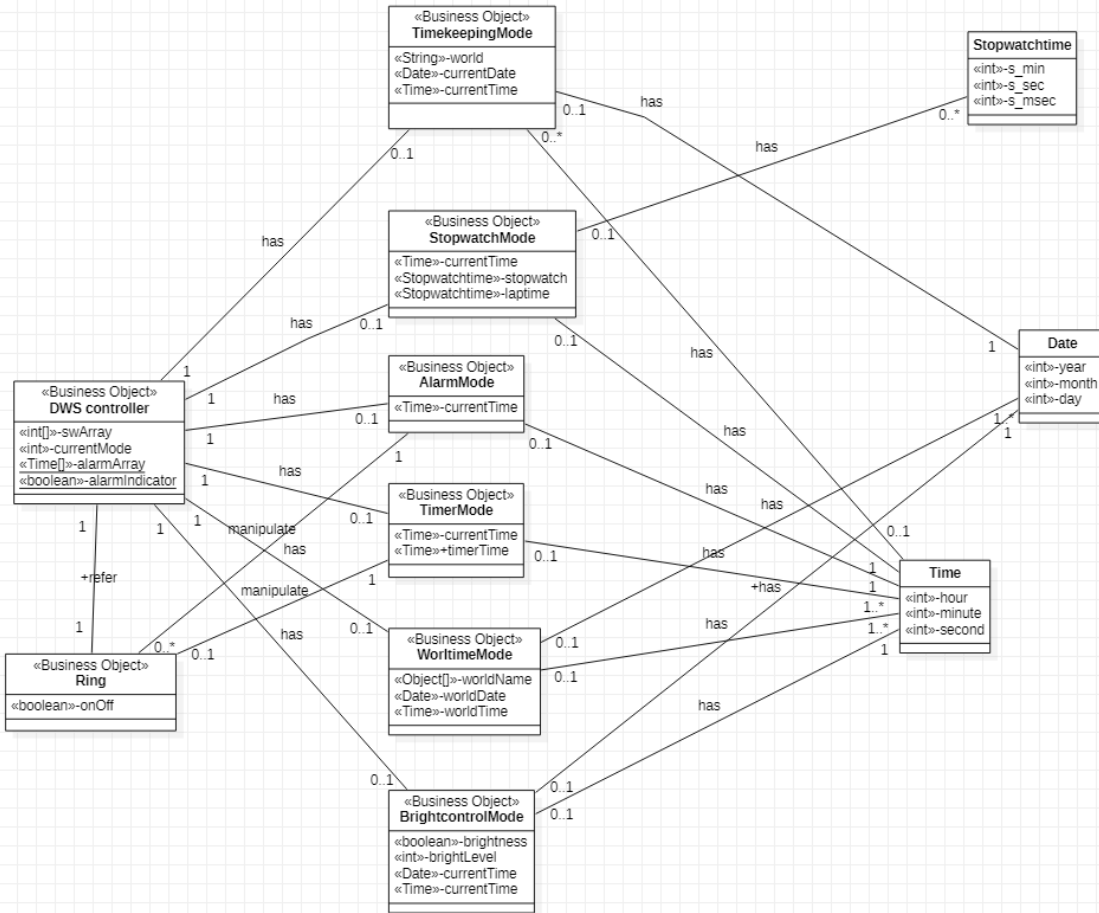 «Business Object»
TimekeepingMode
«String»-world
«Date»-currentDate
«Time»-currentTime
Stopwatchtime
«int»-s_min
«int»-s_sec
«int»-s_msec
0..1
has
0..*
0..*
has
0..1
«Business Object»
StopwatchMode
«Time»-currentTime
«Stopwatchtime»-stopwatch
«Stopwatchtime»-laptime
0..1
has
has
0..1
0..1
has
1
Date
«int»-year
«int»-month
«int»-day
«Business Object»
AlarmMode
«Time»-currentTime
1
1
«Business Object»
DWS controller
«int[]»-swArray
«int»-currentMode
«Time[]»-alarmArray
«boolean»-alarmIndicator
has
0..1
1
1..*
1
has
0..1
1
has
1
has
has
«Business Object»
TimerMode
«Time»-currentTime
«Time»+timerTime
0..1
1
1
1
manipulate
has
0..1
has
0..1
has
1
+refer
manipulate
1
+has
1
1
Time
«int»-hour
«int»-minute
«int»-second
1..*
1..*
1
1
has
0..1
0..*
0..1
has
0..1
0..1
«Business Object»
Ring
«boolean»-onOff
«Business Object»
WorltimeMode
«Object[]»-worldName
«Date»-worldDate
«Time»-worldTime
has
0..1
0..1
0..1
«Business Object»
BrightcontrolMode
«boolean»-brightness
«int»-brightLevel
«Date»-currentTime
«Time»-currentTime